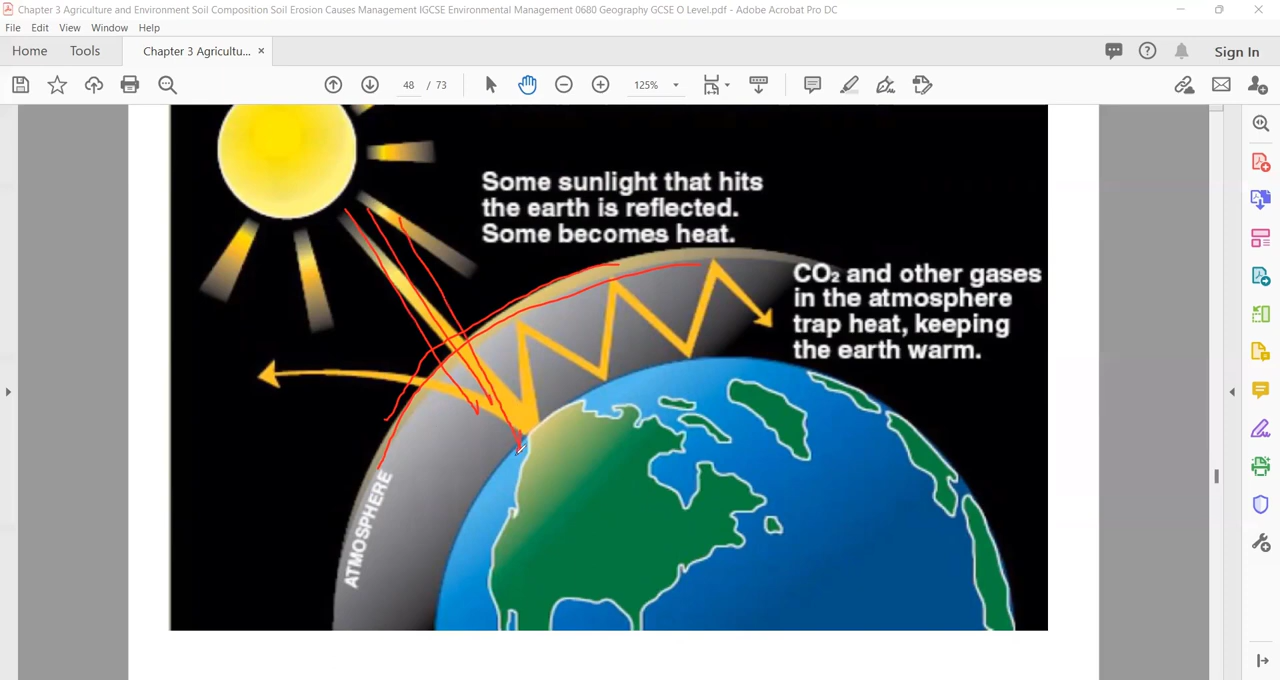 Chapter 3 Agriculture and Environment Soil Composition Soil Erosion Causes Management IGCSE Environmental Management 0680 Geography GCSE O Level.pdf - Adobe Acrobat Pro DC
File Edit View Window Help
Home Tools Chapter 3 Agricultu... × Sign In
48 / 73 125%
Some sunlight that hits
the earth is reflected.
Some becomes heat.
CO₂ and other gases
in the atmosphere
trap heat, keeping
the earth warm.
ATMOSPHERE